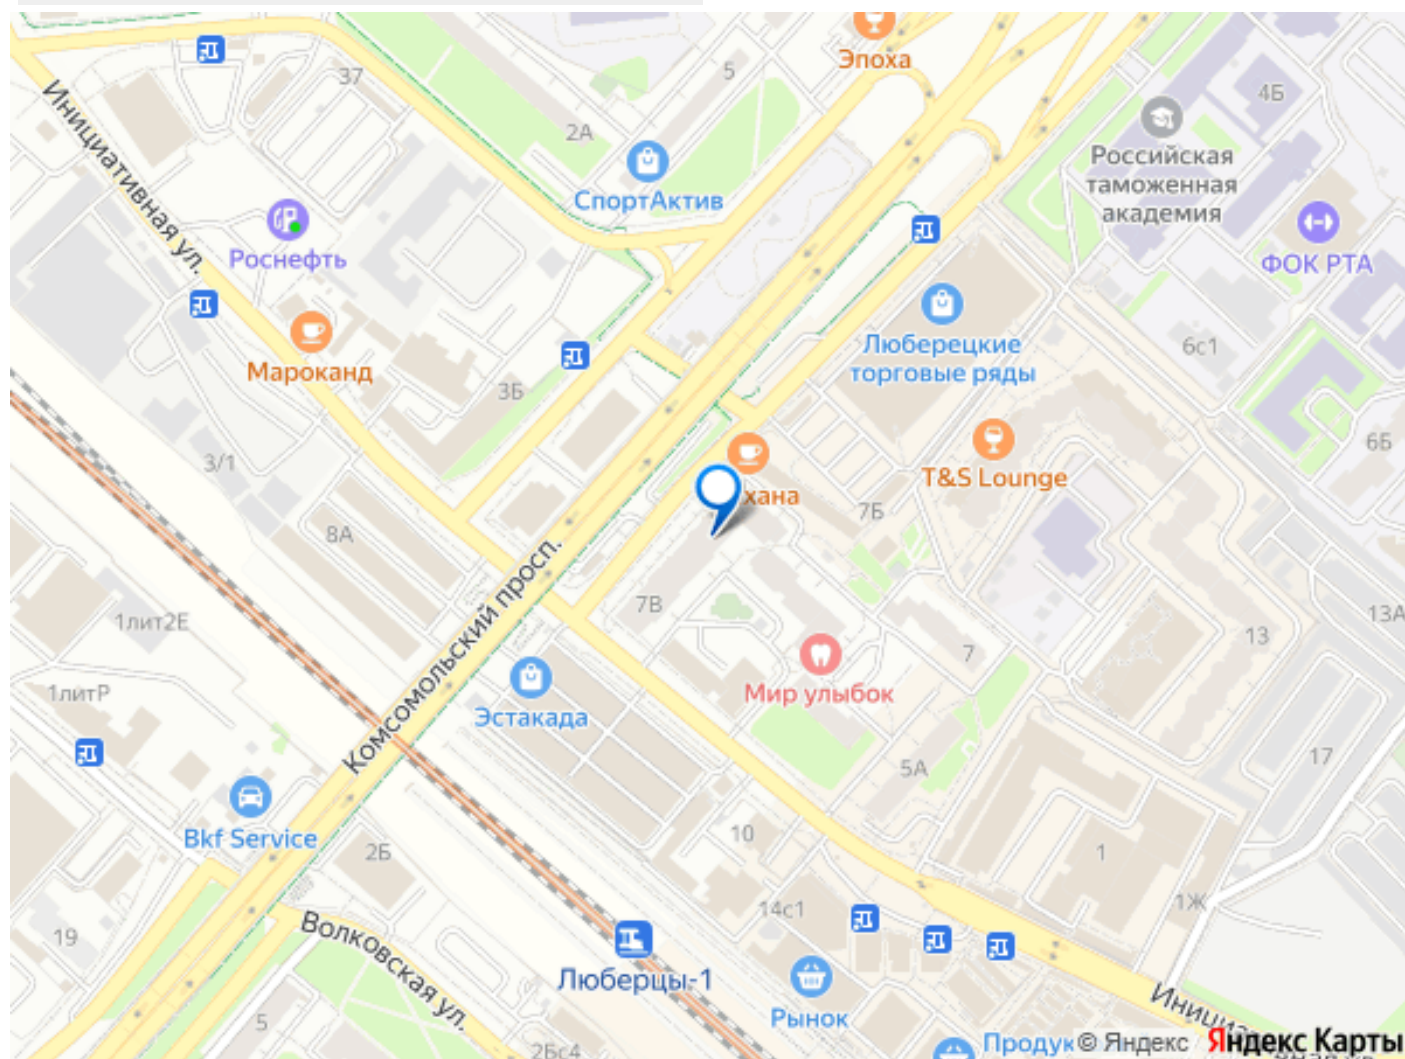 Эпоха
5
37
4Б
2А
Инициативная ул.
Российская
таможенная
академия
СпортАктив
Роснефть
ФОК РТА
Люберецкие
торговые ряды
6с1
Мароканд
3Б
6Б
3/1
T&S Lounge
хана
7Б
8А
Комсомольский просп.
7В
1лит2Е
13А
13
7
Мир улыбок
1литР
Эстакада
17
5А
Bkf Service
10
2Б
1
1Ж
14с1
19
Волковская ул.
Люберцы-1
Рынок
5
2Бс4
Продук
© Яндекс
Яндекс Карты